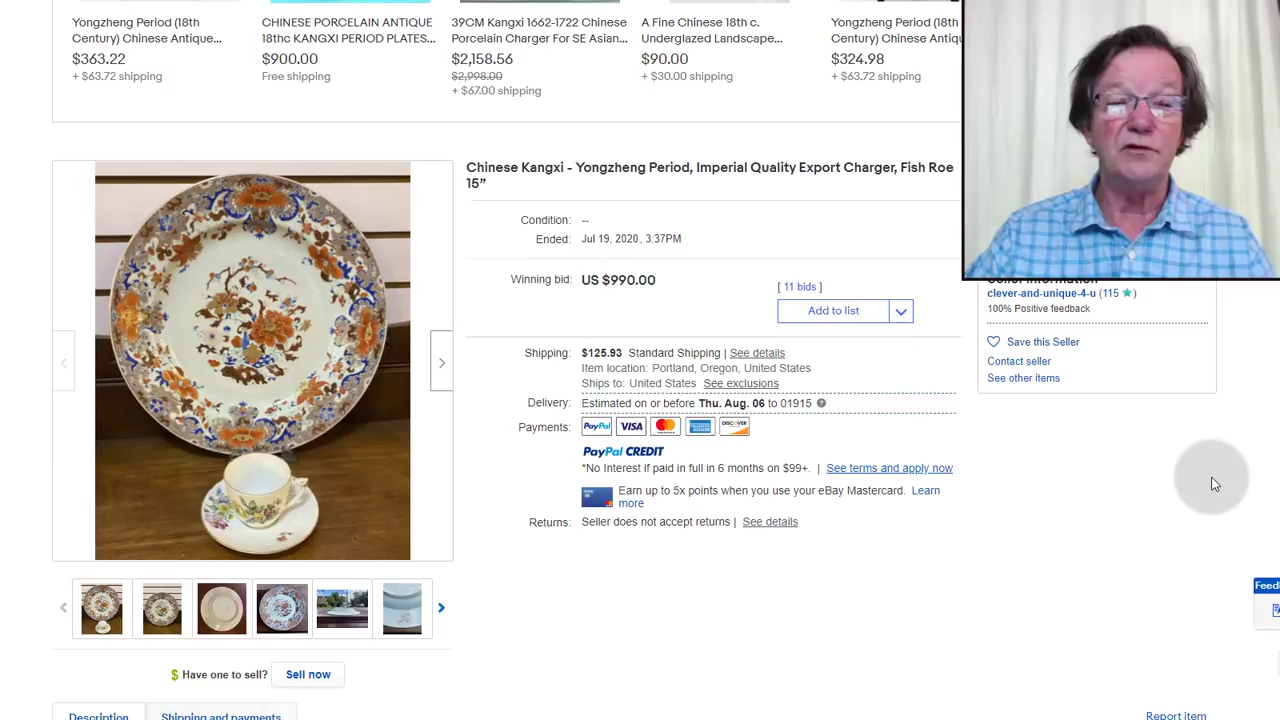 Yongzheng Period (18th
Century) Chinese Antique...
$363.22
+ $63.72 shipping
CHINESE PORCELAIN ANTIQUE
18thc KANGXI PERIOD PLATES...
$900.00
Free shipping
39CM Kangxi 1662-1722 Chinese
Porcelain Charger For SE Asian...
$2,158.56
$2,998.00
+ $67.00 shipping
A Fine Chinese 18th c.
Underglazed Landscape...
$90.00
+ $30.00 shipping
Yongzheng Period (18th
Century) Chinese Antiqu
$324.98
+ $63.72 shipping
Chinese Kangxi - Yongzheng Period, Imperial Quality Export Charger, Fish Roe
15”
Condition: --
Ended: Jul 19, 2020 , 3:37PM
Winning bid: US $990.00
[ 11 bids ]
Add to list
Shipping: $125.93 Standard Shipping | See details
Item location: Portland, Oregon, United States
Ships to: United States See exclusions
Delivery: Estimated on or before Thu. Aug. 06 to 01915
Payments: PayPal VISA DISCOVER
PayPal CREDIT
*No Interest if paid in full in 6 months on $99+. | See terms and apply now
Earn up to 5x points when you use your eBay Mastercard. Learn
more
Returns: Seller does not accept returns | See details
clever-and-unique-4-u (115)
100% Positive feedback
Save this Seller
Contact seller
See other items
Feed
$ Have one to sell? Sell now
Description
Shipping and payments
Report item